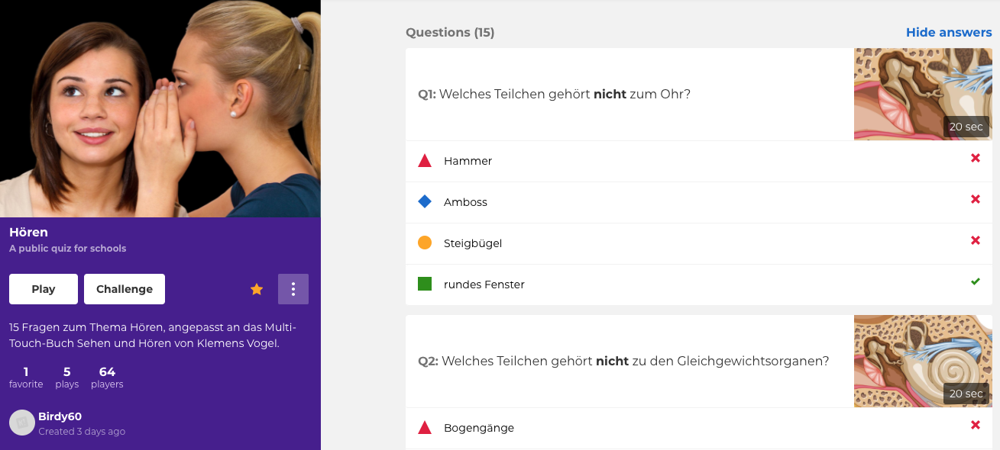 Hören
A public quiz for schools
Play
Challenge
15 Fragen zum Thema Hören, angepasst an das Multi-
Touch-Buch Sehen und Hören von Klemens Vogel.
1 5 64
favorite plays players
Birdy60
Created 3 days ago
Questions (15)
Hide answers
Q1: Welches Teilchen gehört nicht zum Ohr?
20 sec
Hammer
Amboss
Steigbügel
rundes Fenster
Q2: Welches Teilchen gehört nicht zu den Gleichgewichtsorganen?
20 sec
Bogengänge